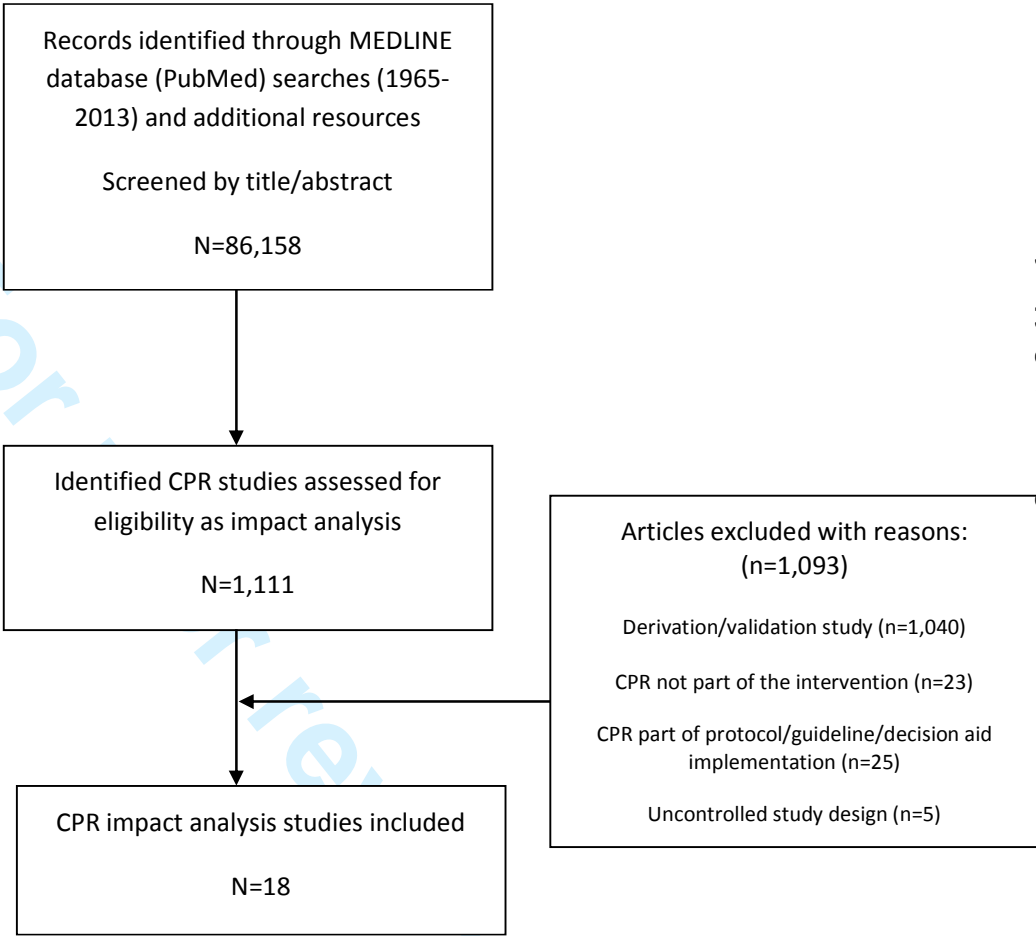 Records identified through MEDLINE
database (PubMed) searches (1965-
2013) and additional resources
Screened by title/abstract
N=86,158
Identified CPR studies assessed for
eligibility as impact analysis
N=1,111
Articles excluded with reasons:
(n=1,093)
Derivation/validation study (n=1,040)
CPR not part of the intervention (n=23)
CPR part of protocol/guideline/decision aid
implementation (n=25)
Uncontrolled study design (n=5)
CPR impact analysis studies included
N=18